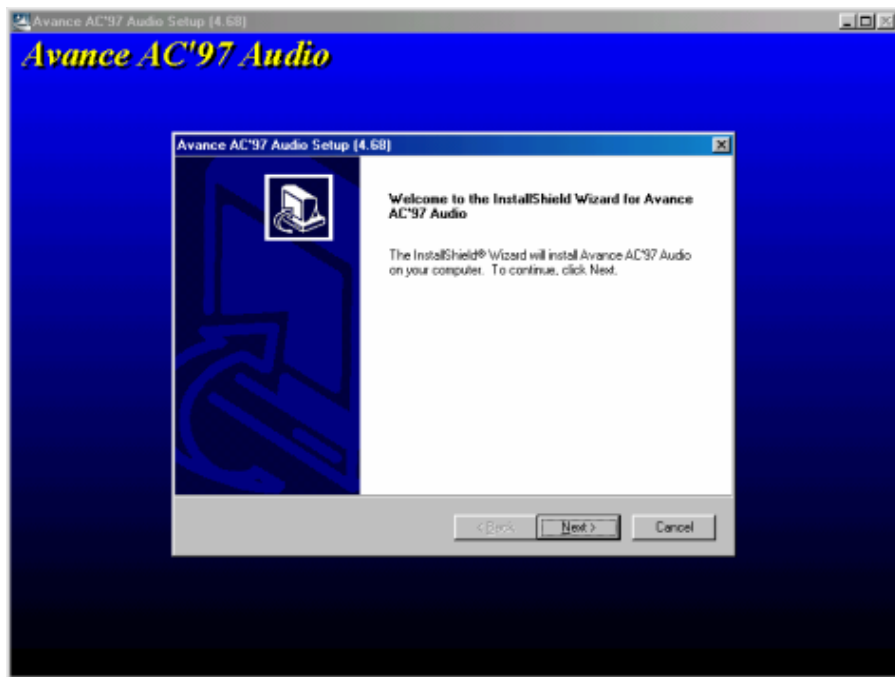 Avance AC'97 Audio Setup (4.68)
Avance AC'97 Audio
Avance AC'97 Audio Setup (4.68)
Welcome to the InstallShield Wizard for Avance
AC'97 Audio
The InstallShield® Wizard will install Avance AC'97 Audio
on your computer. To continue, click Next.
< Back Next > Cancel